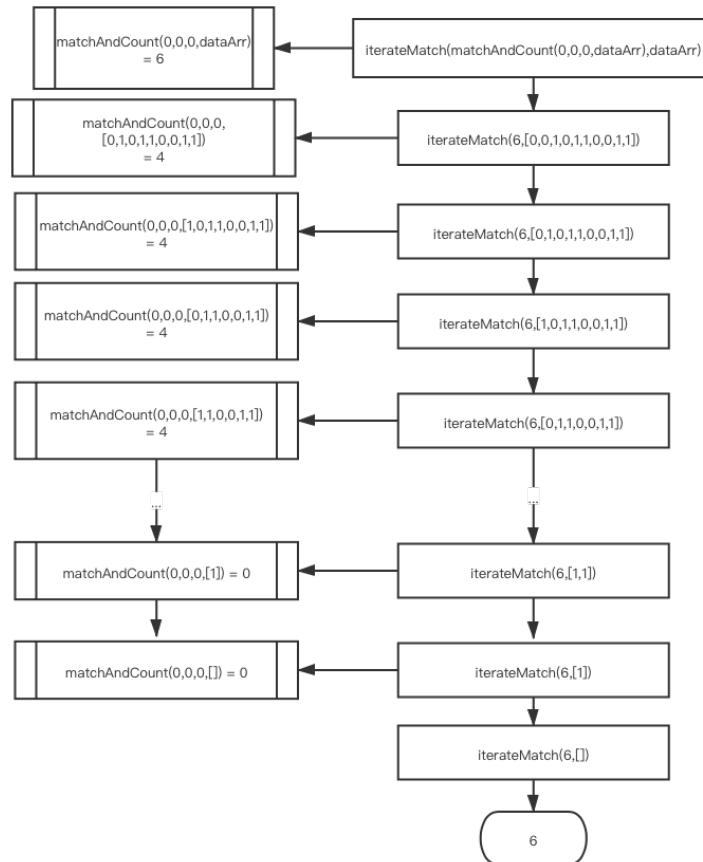 matchAndCount(0,0,0,dataArr)
= 6
iterateMatch(matchAndCount(0,0,0,dataArr),dataArr)
matchAndCount(0,0,0,
[0,1,0,1,1,0,0,1,1])
= 4
iterateMatch(6,[0,0,1,0,1,1,0,0,1,1])
matchAndCount(0,0,0,[1,0,1,1,0,0,1,1])
= 4
iterateMatch(6,[0,1,0,1,1,0,0,1,1])
matchAndCount(0,0,0,[0,1,1,0,0,1,1])
= 4
iterateMatch(6,[1,0,1,1,0,0,1,1])
matchAndCount(0,0,0,[1,1,0,0,1,1])
= 4
iterateMatch(6,[0,1,1,0,0,1,1])
...
...
matchAndCount(0,0,0,[1]) = 0
iterateMatch(6,[1,1])
matchAndCount(0,0,0,[]) = 0
iterateMatch(6,[1])
iterateMatch(6,[])
6